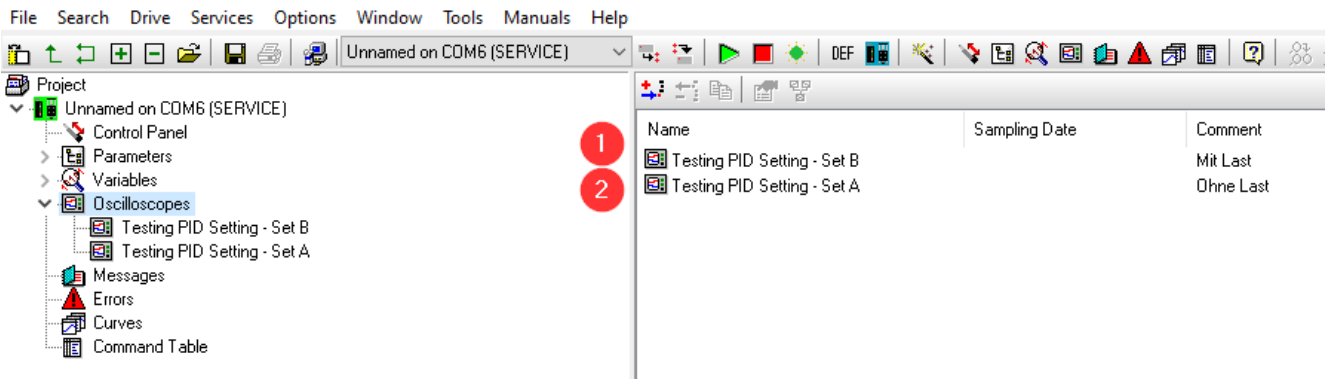 File Search Drive Services Options Window Tools Manuals Help
Unnamed on COM6 (SERVICE) DEF
Project
Unnamed on COM6 (SERVICE)
Control Panel
Parameters
Variables
Oscilloscopes
Testing PID Setting - Set B
Testing PID Setting - Set A
Messages
Errors
Curves
Command Table
Name Sampling Date Comment
1 Testing PID Setting - Set B Mit Last
2 Testing PID Setting - Set A Ohne Last